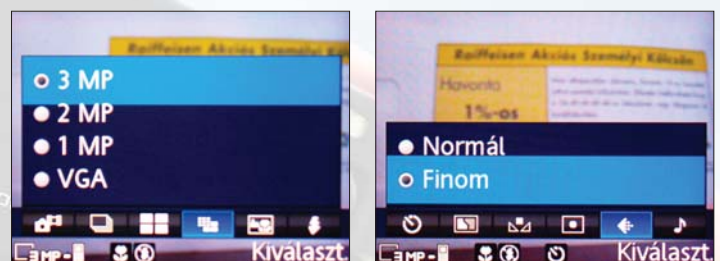 Raiffeisen Akciós Személyi
3 MP
2 MP
1 MP
VGA
3MP
Kiválaszt
Raiffeisen Akciós Személyi Kölcsön
Havonta
1%-os
Normál
Finom
3MP
Kiválaszt